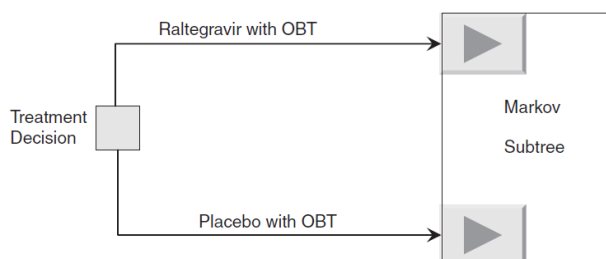 Raltegravir with OBT
Treatment
Decision
Markov
Subtree
Placebo with OBT